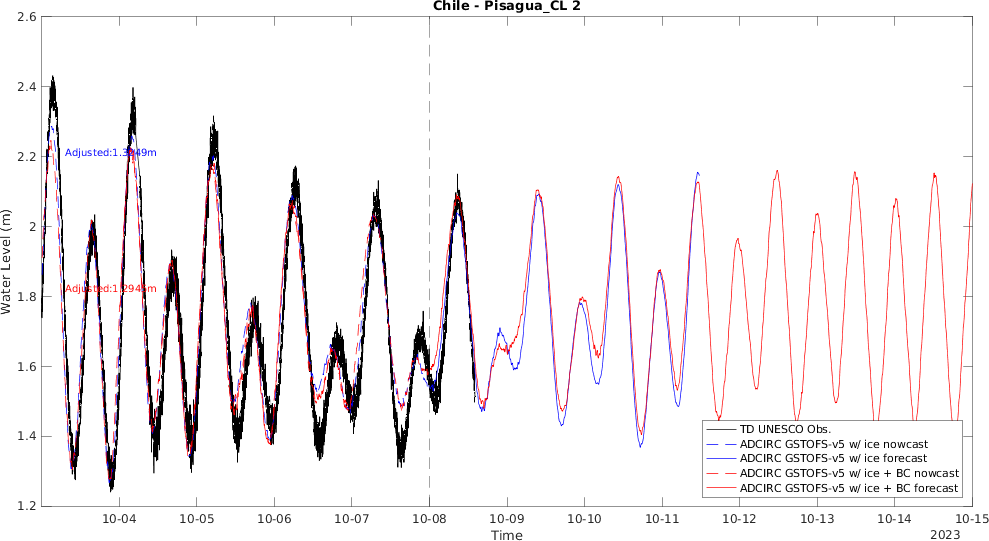 Chile - Pisagua_CL 2
2.6
2.4
2.2
2
1.8
1.6
1.4
1.2
Water Level (m)
Adjusted:1.3949m
Adjusted:1.2945m
TD UNESCO Obs.
ADCIRC GSTOFS-v5 w/ ice nowcast
ADCIRC GSTOFS-v5 w/ ice forecast
ADCIRC GSTOFS-v5 w/ ice + BC nowcast
ADCIRC GSTOFS-v5 w/ ice + BC forecast
10-04 10-05 10-06 10-07 10-08 10-09 10-10 10-11 10-12 10-13 10-14 10-15
Time
2023